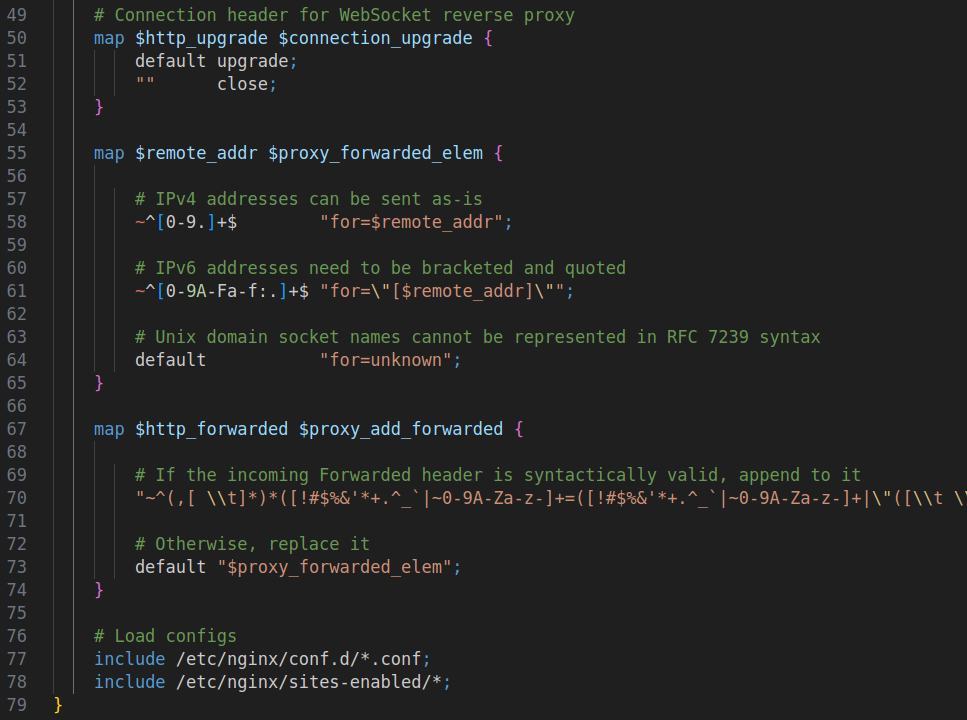 49 # Connection header for WebSocket reverse proxy
50 map $http_upgrade $connection_upgrade {
51 default upgrade;
52 ""      close;
53 }
54
55 map $remote_addr $proxy_forwarded_elem {
56
57 # IPv4 addresses can be sent as-is
58 ~^[0-9.]+$        "for=$remote_addr";
59
60 # IPv6 addresses need to be bracketed and quoted
61 ~^[0-9A-Fa-f:.]+$ "for=\"[$remote_addr]\"";
62
63 # Unix domain socket names cannot be represented in RFC 7239 syntax
64 default           "for=unknown";
65 }
66
67 map $http_forwarded $proxy_add_forwarded {
68
69 # If the incoming Forwarded header is syntactically valid, append to it
70 "~^(,[ \\t]*)*([!#$%&'*+.^_`|~0-9A-Za-z-]+=([!#$%&'*+.^_`|~0-9A-Za-z-]+|\"([\\t \
71
72 # Otherwise, replace it
73 default "$proxy_forwarded_elem";
74 }
75
76 # Load configs
77 include /etc/nginx/conf.d/*.conf;
78 include /etc/nginx/sites-enabled/*;
79 }